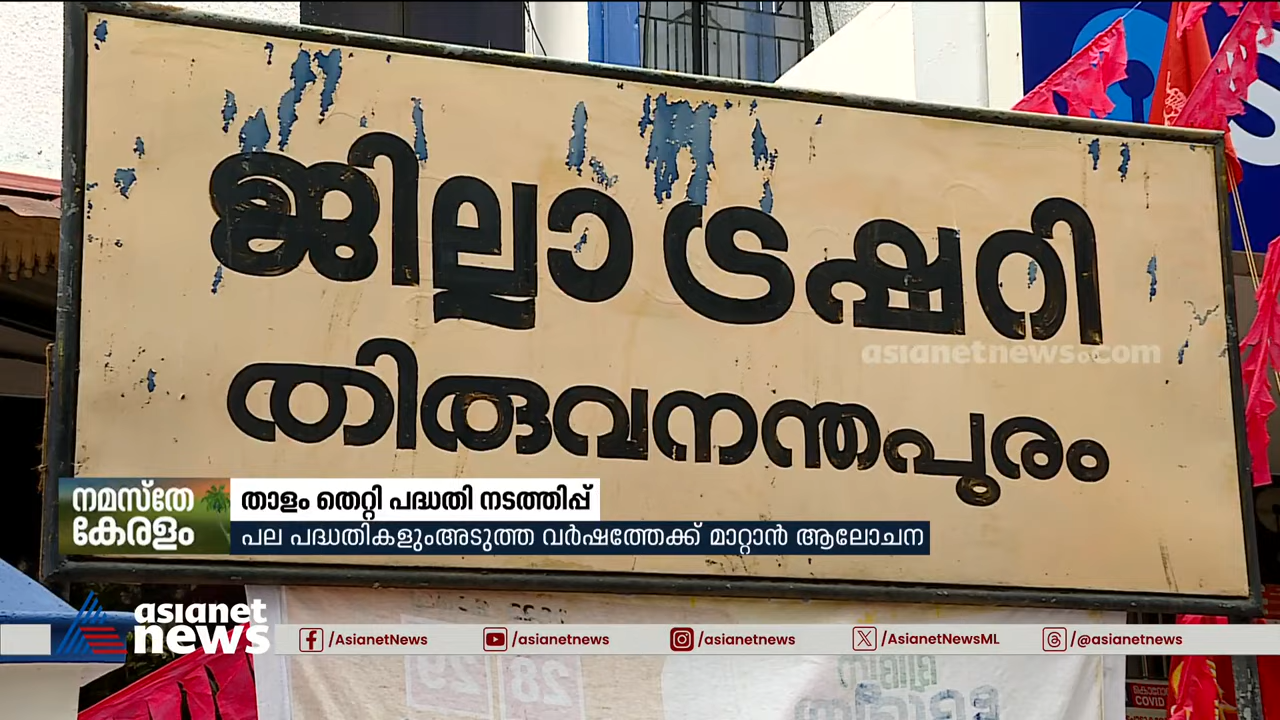 ജില്ലാ ട്രഷറി
തിരുവനന്തപുരം
asianetnews.com
നമസ്തേ
കേരളം
താളം തെറ്റി പദ്ധതി നടത്തിപ്പ്
പല പദ്ധതികളുംഅടുത്ത വർഷത്തേക്ക് മാറ്റാൻ ആലോചന
asianet
news
/AsianetNews
/asianetnews
/asianetnews
/AsianetNewsML
/@asianetnews
COVID